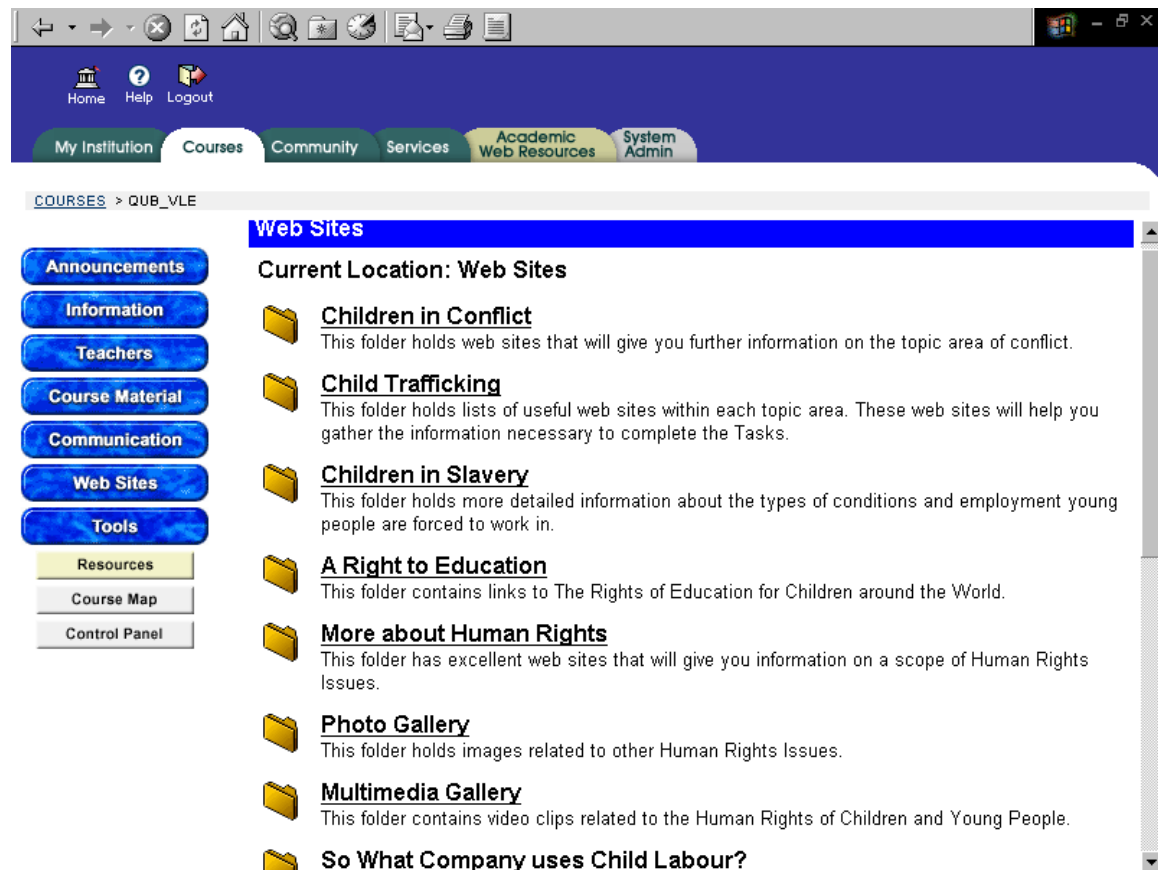 Home Help Logout
My Institution Courses Community Services Academic Web Resources System Admin
COURSES > QUB_VLE
Web Sites
Announcements
Information
Teachers
Course Material
Communication
Web Sites
Tools
Resources
Course Map
Control Panel
Current Location: Web Sites
Children in Conflict
This folder holds web sites that will give you further information on the topic area of conflict.
Child Trafficking
This folder holds lists of useful web sites within each topic area. These web sites will help you
gather the information necessary to complete the Tasks.
Children in Slavery
This folder holds more detailed information about the types of conditions and employment young
people are forced to work in.
A Right to Education
This folder contains links to The Rights of Education for Children around the World.
More about Human Rights
This folder has excellent web sites that will give you information on a scope of Human Rights
Issues.
Photo Gallery
This folder holds images related to other Human Rights Issues.
Multimedia Gallery
This folder contains video clips related to the Human Rights of Children and Young People.
So What Company uses Child Labour?